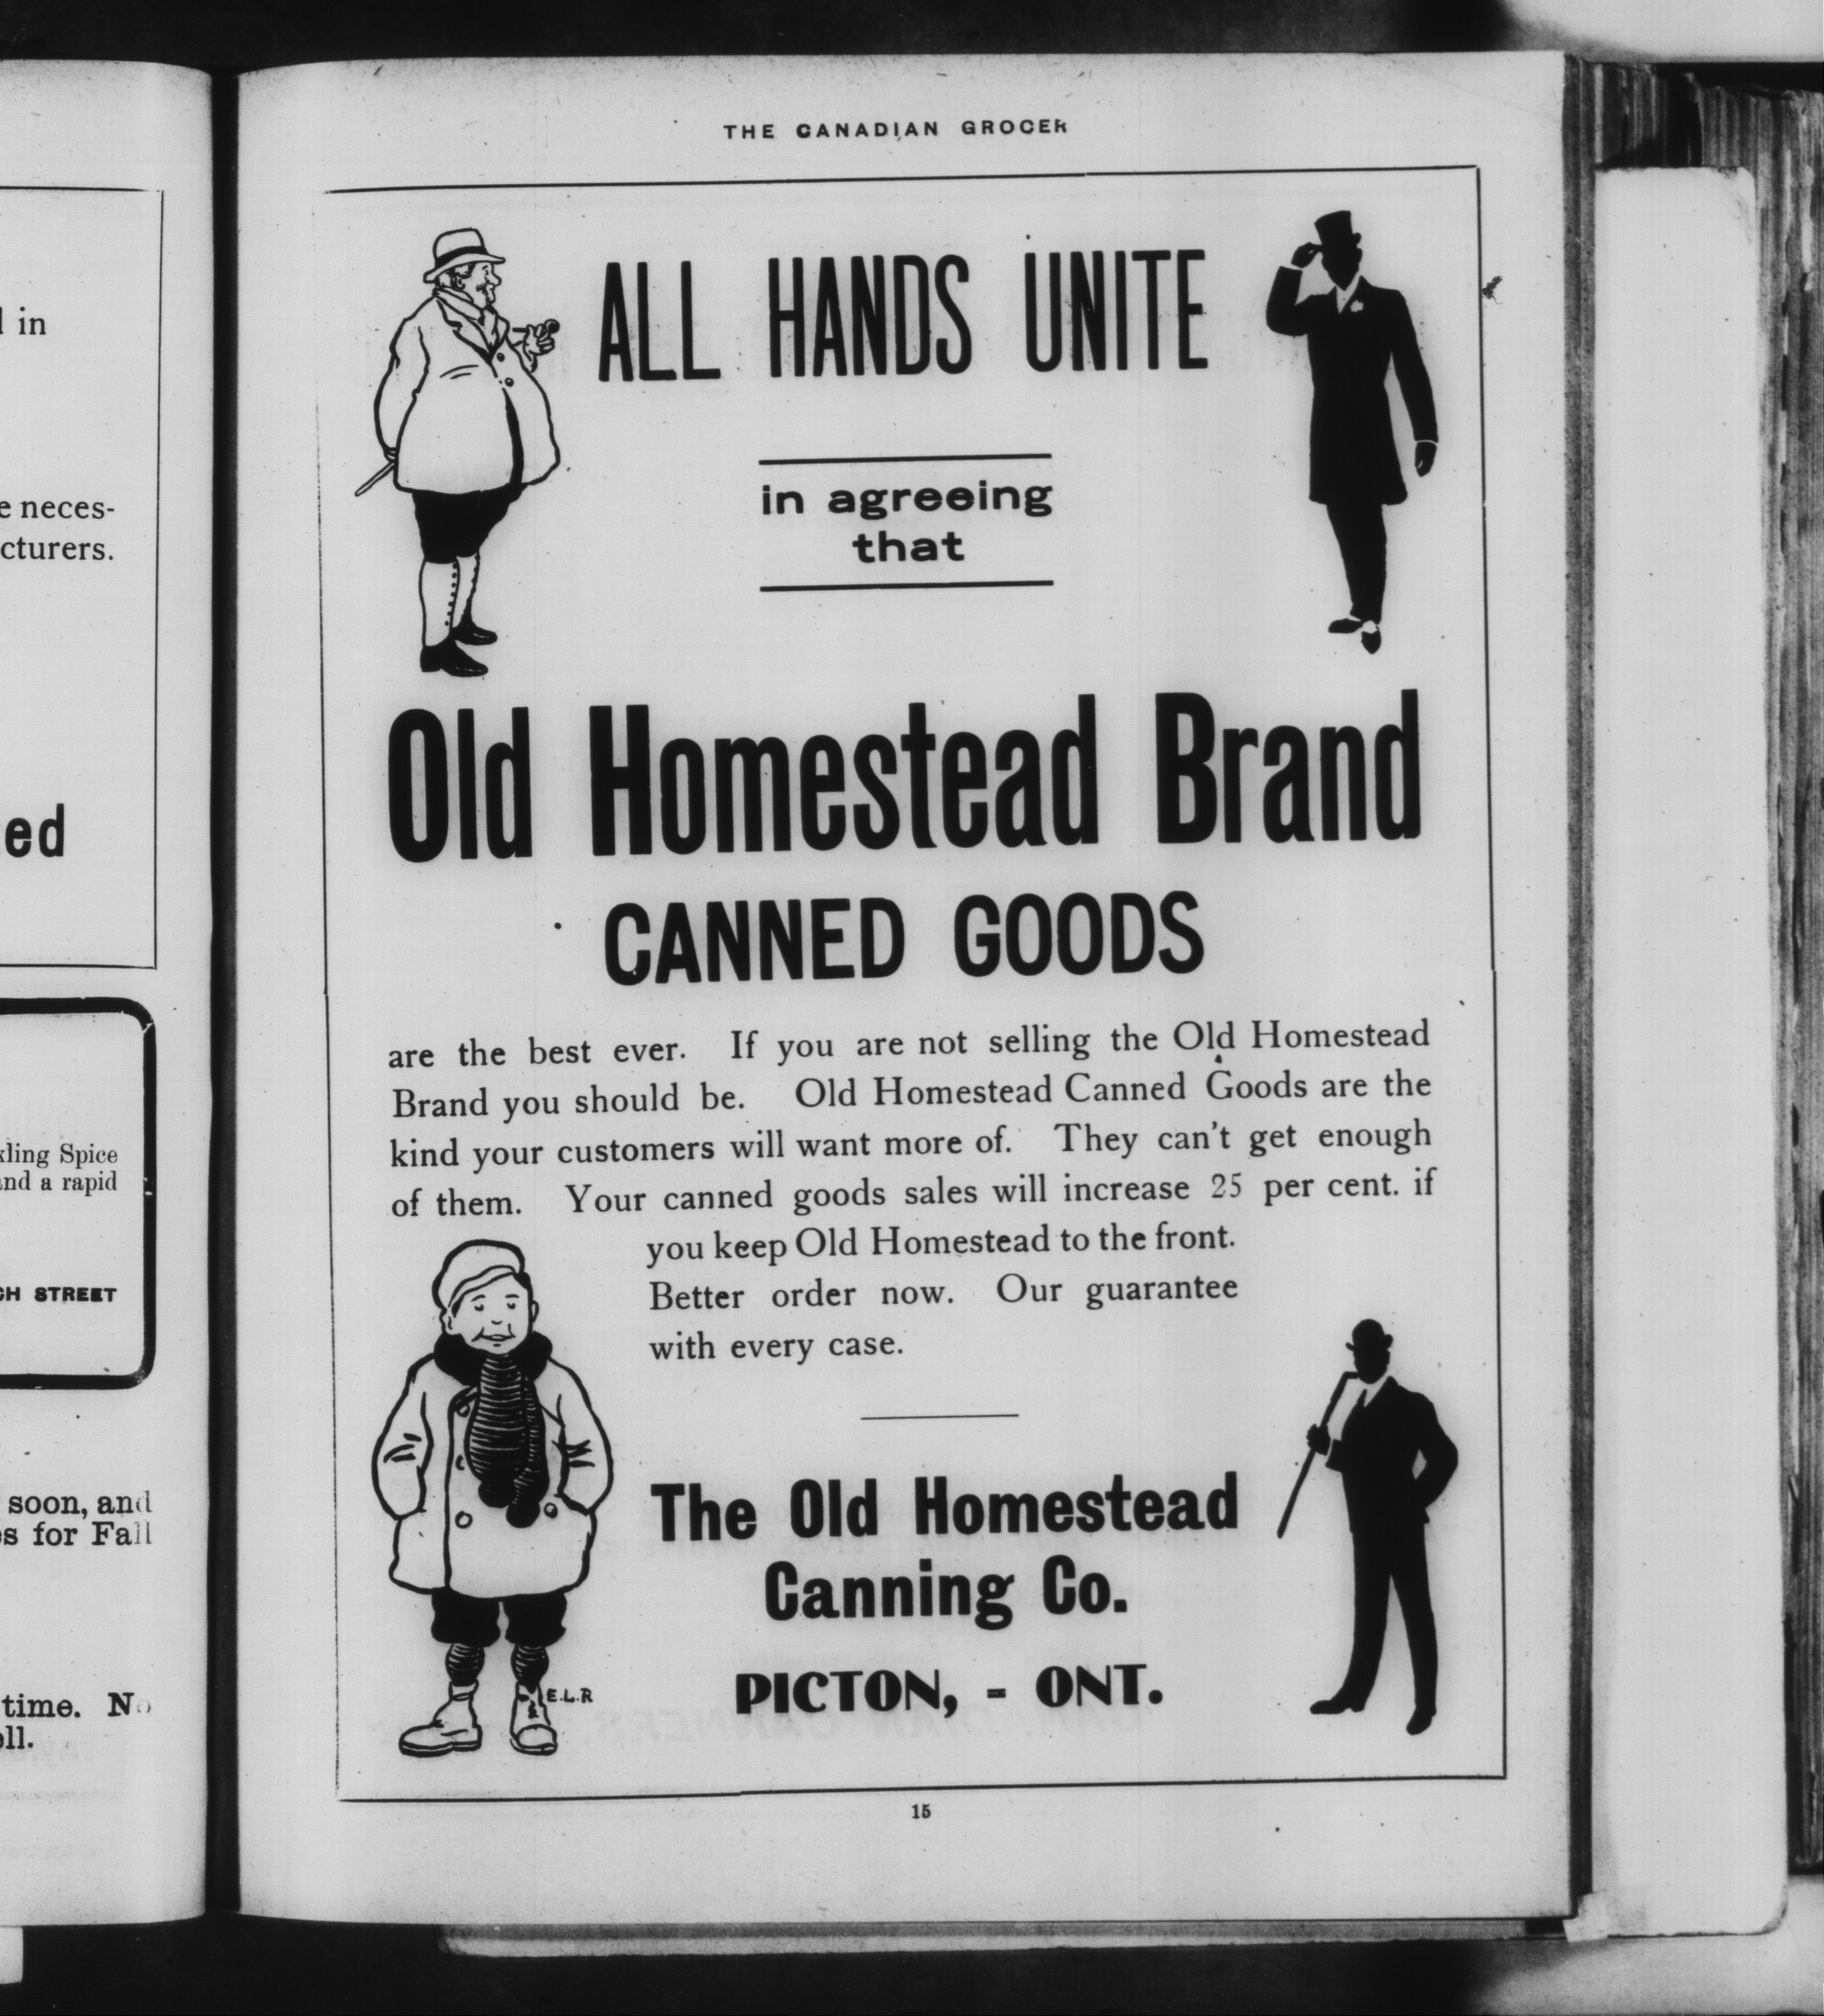 in
neces-
cturers.
ed
Spice
a rapid
STREET
soon, and
for Fall
time. No
THE CANADIAN GROCER
ALL HANDS UNITE
in agreeing
that
Old Homestead Brand
CANNED GOODS
are the best ever. If you are not selling the Old Homestead
Brand you should be. Old Homestead Canned Goods are the
kind your customers will want more of. They can't get enough
of them. Your canned goods sales will increase 25 per cent. if
you keep Old Homestead to the front.
Better order now. Our guarantee
with every case.
The Old Homestead
Canning Co.
PICTON, - ONT.
E.L.R
15